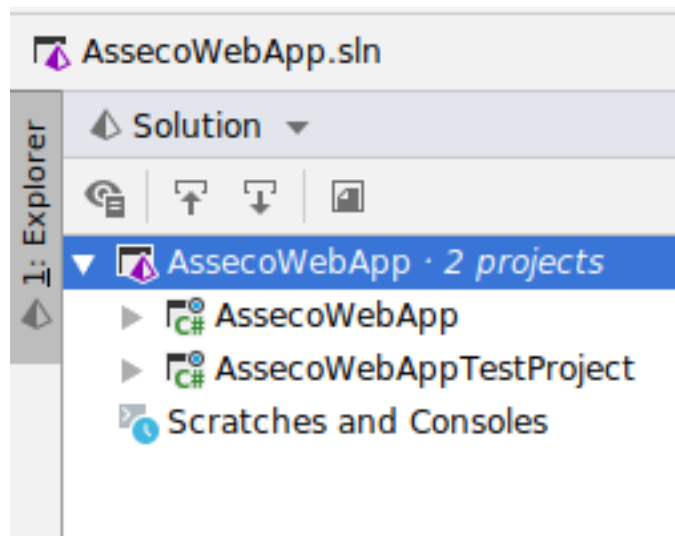 AssecoWebApp.sln
1: Explorer
Solution
AssecoWebApp · 2 projects
C# AssecoWebApp
C# AssecoWebAppTestProject
Scratches and Consoles